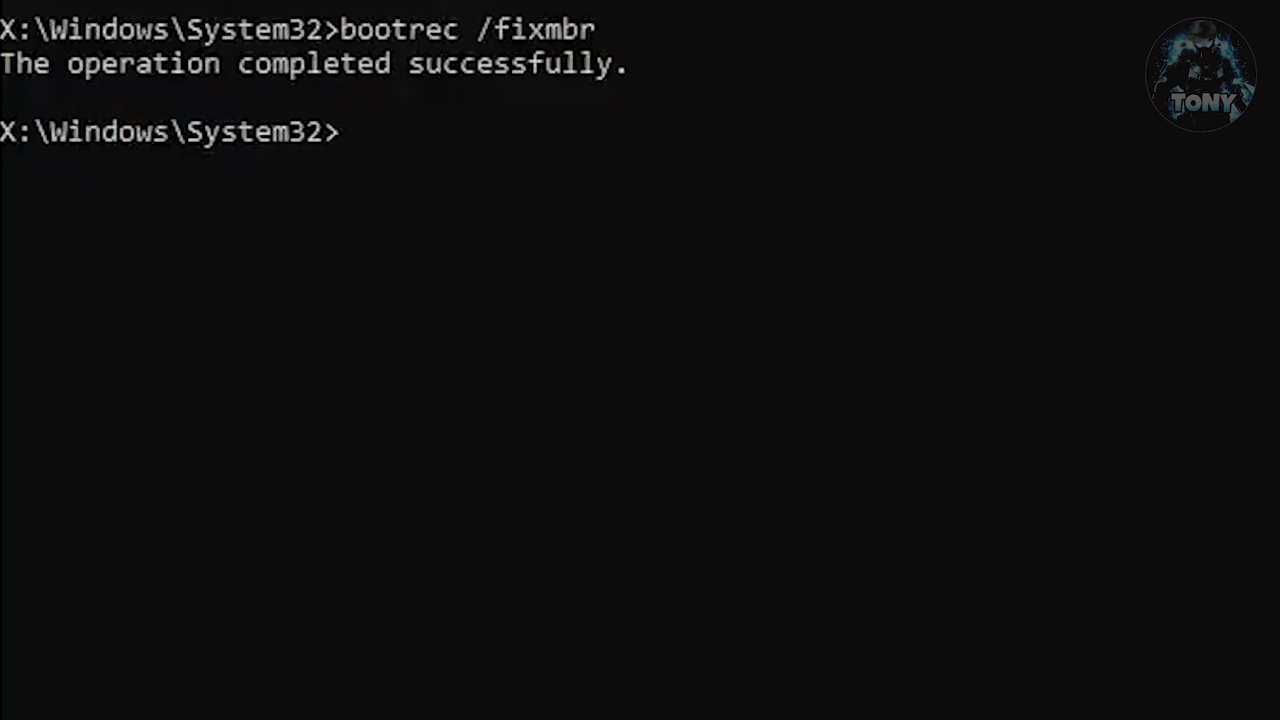 X:\Windows\System32>bootrec /fixmbr
The operation completed successfully.
X:\Windows\System32>
TONY